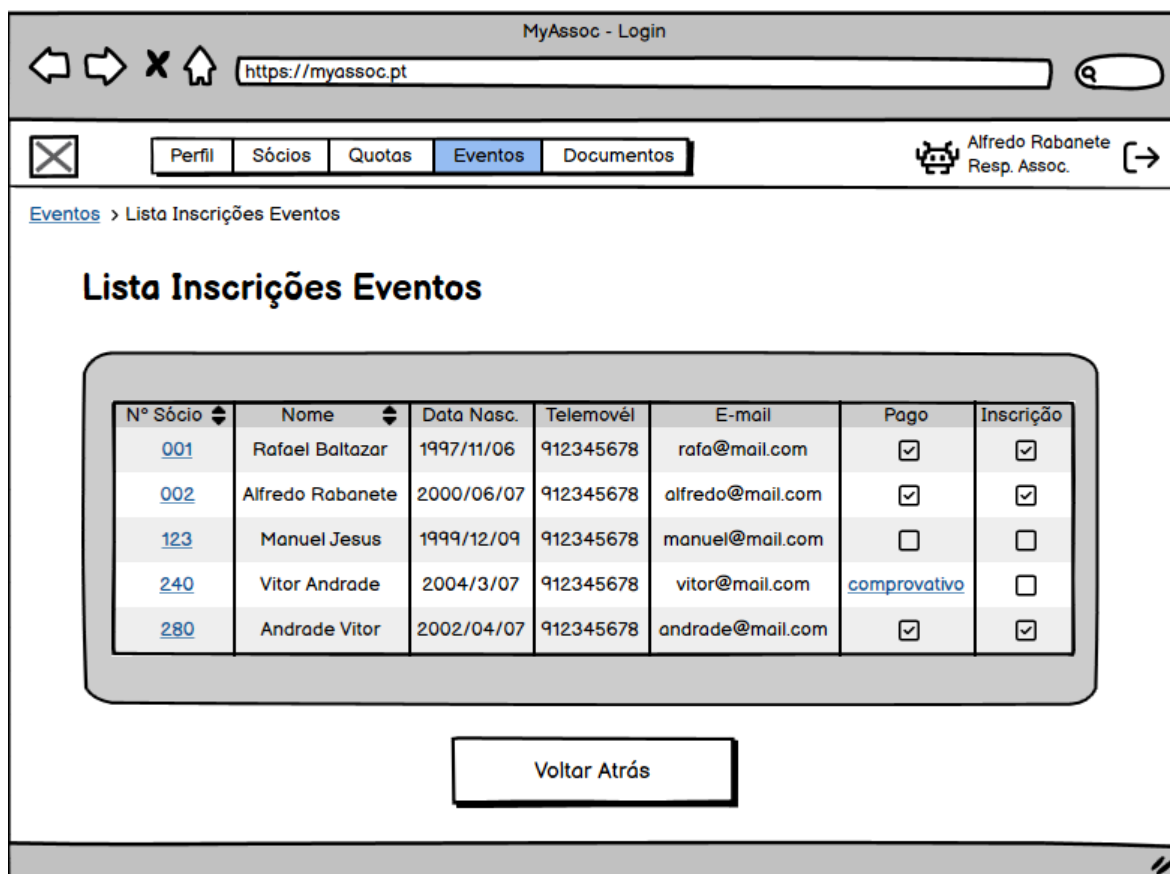 MyAssoc - Login
https://myassoc.pt
Perfil Sócios Quotas Eventos Documentos
Alfredo Rabanete
Resp. Assoc.
Eventos > Lista Inscrições Eventos
Lista Inscrições Eventos
Nº Sócio Nome Data Nasc. Telemovél E-mail Pago Inscrição
001 Rafael Baltazar 1997/11/06 912345678 rafa@mail.com
002 Alfredo Rabanete 2000/06/07 912345678 alfredo@mail.com
123 Manuel Jesus 1999/12/09 912345678 manuel@mail.com
240 Vitor Andrade 2004/3/07 912345678 vitor@mail.com comprovativo
280 Andrade Vitor 2002/04/07 912345678 andrade@mail.com
Voltar Atrás